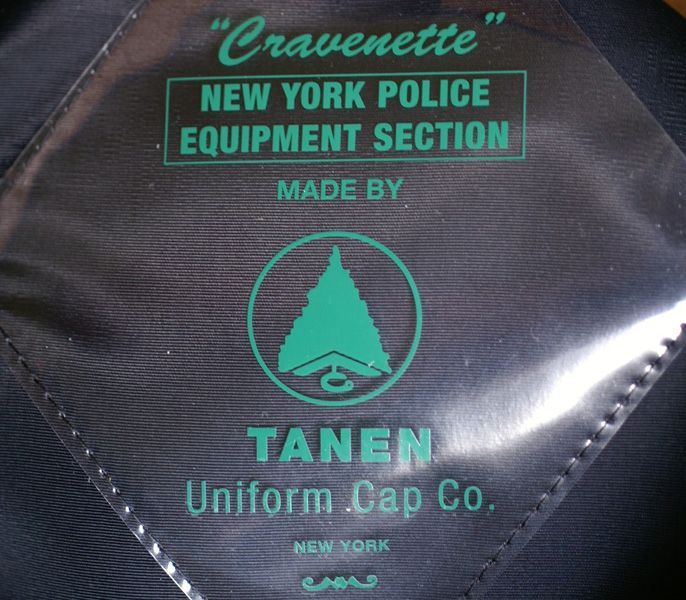 "Cravenette"
NEW YORK POLICE
EQUIPMENT SECTION
MADE BY
TANEN
Uniform Cap Co.
NEW YORK